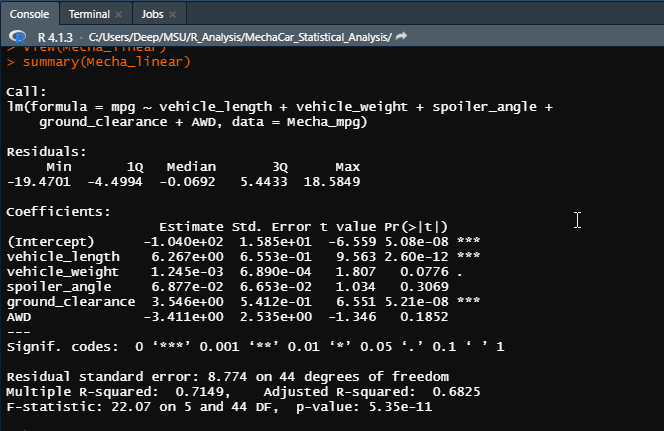 Console Terminal × Jobs ×
R 4.1.3 · C:/Users/Deep/MSU/R_Analysis/MechaCar_Statistical_Analysis/
> view(Mecha_linear)
> summary(Mecha_linear)
Call:
lm(formula = mpg ~ vehicle_length + vehicle_weight + spoiler_angle +
    ground_clearance + AWD, data = Mecha_mpg)
Residuals:
     Min       1Q   Median       3Q      Max
-19.4701  -4.4994  -0.0692   5.4433  18.5849
Coefficients:
                   Estimate Std. Error t value Pr(>|t|)
(Intercept)      -1.040e+02  1.585e+01  -6.559 5.08e-08 ***
vehicle_length    6.267e+00  6.553e-01   9.563 2.60e-12 ***
vehicle_weight    1.245e-03  6.890e-04   1.807   0.0776 .
spoiler_angle     6.877e-02  6.653e-02   1.034   0.3069
ground_clearance  3.546e+00  5.412e-01   6.551 5.21e-08 ***
AWD              -3.411e+00  2.535e+00  -1.346   0.1852
---
Signif. codes:  0 ‘***’ 0.001 ‘**’ 0.01 ‘*’ 0.05 ‘.’ 0.1 ‘ ’ 1
Residual standard error: 8.774 on 44 degrees of freedom
Multiple R-squared:  0.7149,	Adjusted R-squared:  0.6825
F-statistic: 22.07 on 5 and 44 DF,  p-value: 5.35e-11